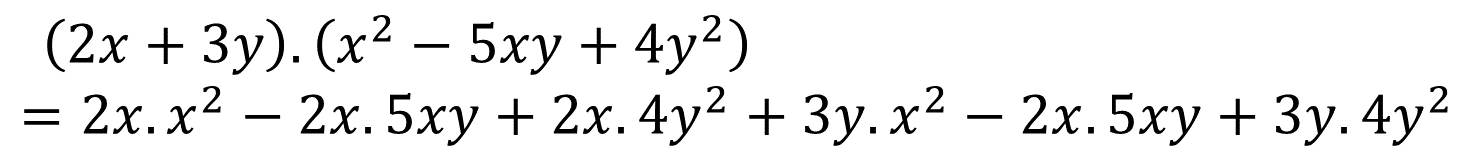 (2x + 3y).(x² − 5xy + 4y²)
= 2x.x² − 2x.5xy + 2x.4y² + 3y.x² − 2x.5xy + 3y.4y²